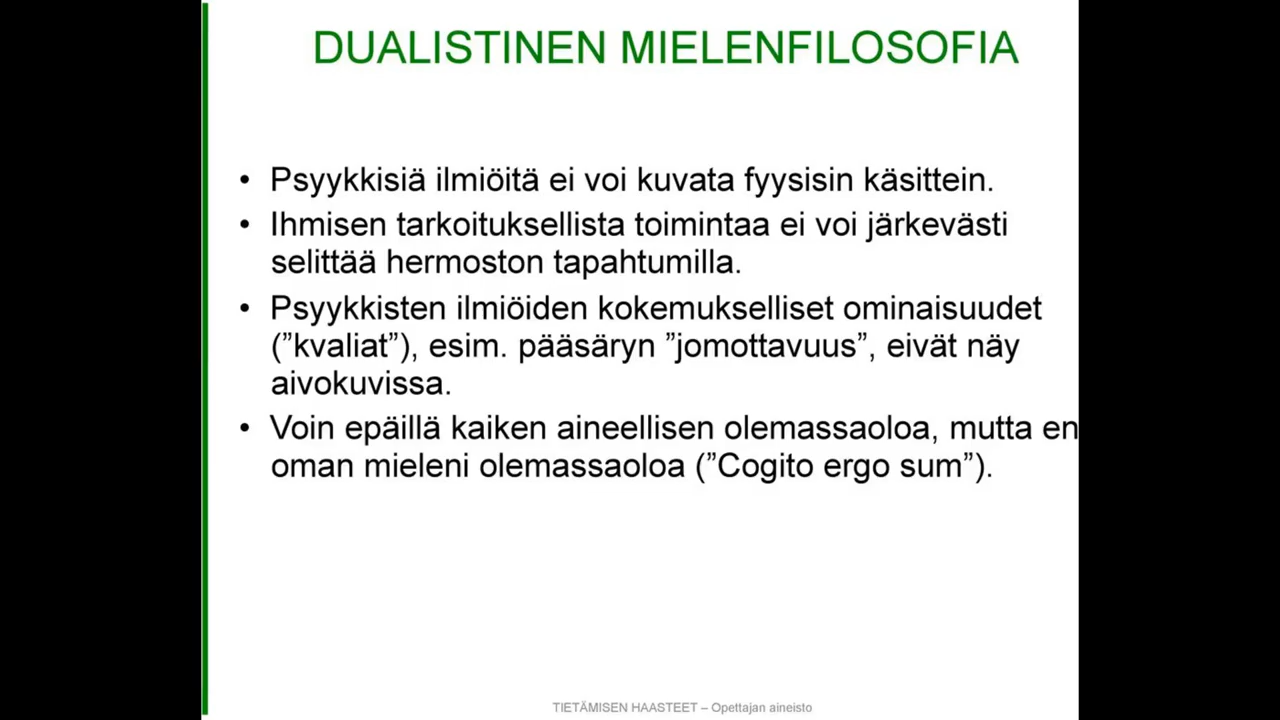 DUALISTINEN MIELENFILOSOFIA
• Psyykkisiä ilmiöitä ei voi kuvata fyysisin käsittein.
• Ihmisen tarkoituksellista toimintaa ei voi järkevästi
selittää hermoston tapahtumilla.
• Psyykkisten ilmiöiden kokemukselliset ominaisuudet
(”kvaliat”), esim. pääsäryn ”jomottavuus”, eivät näy
aivokuvissa.
• Voin epäillä kaiken aineellisen olemassaoloa, mutta en
oman mieleni olemassaoloa (”Cogito ergo sum”).
TIETÄMISEN HAASTEET – Opettajan aineisto